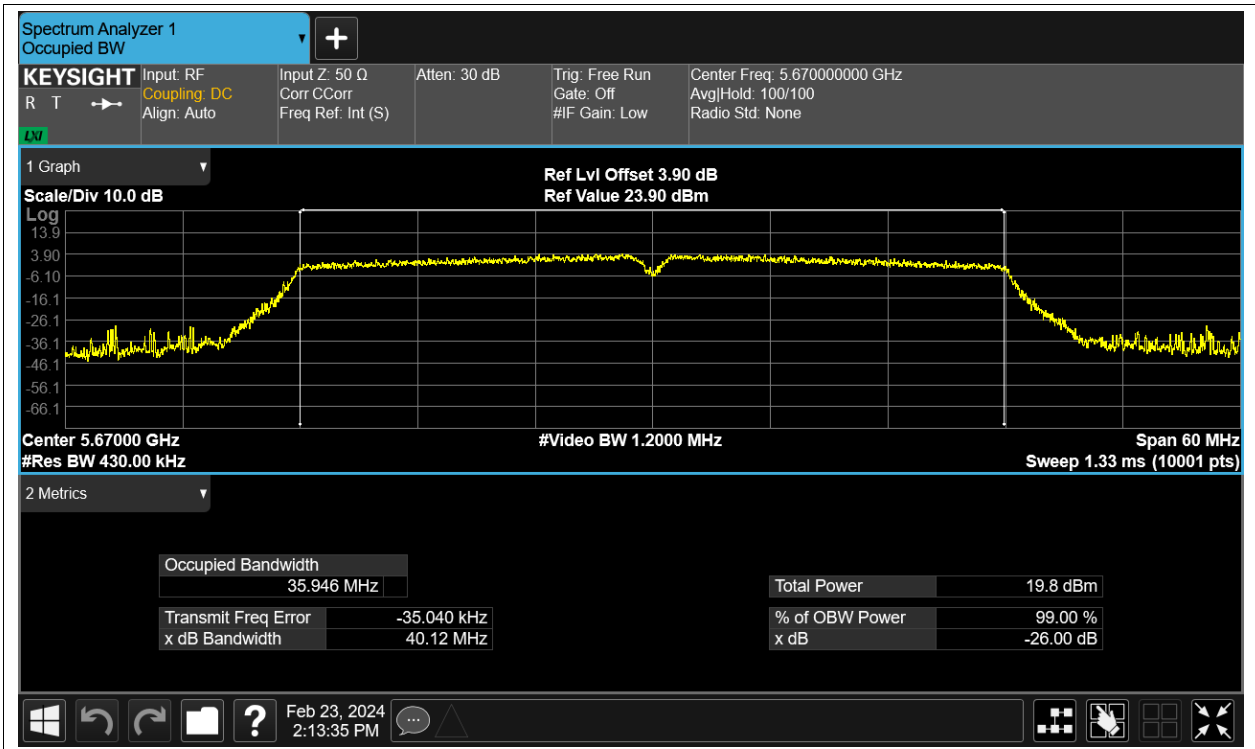 Spectrum Analyzer 1
Occupied BW
KEYSIGHT
R T
LXI
Input: RF
Coupling: DC
Align: Auto
Input Z: 50 Ω
Corr CCorr
Freq Ref: Int (S)
Atten: 30 dB
Trig: Free Run
Gate: Off
#IF Gain: Low
Center Freq: 5.670000000 GHz
Avg|Hold: 100/100
Radio Std: None
1 Graph
Scale/Div 10.0 dB
Ref Lvl Offset 3.90 dB
Ref Value 23.90 dBm
Log
13.9
3.90
-6.10
-16.1
-26.1
-36.1
-46.1
-56.1
-66.1
Center 5.67000 GHz
#Video BW 1.2000 MHz
Span 60 MHz
#Res BW 430.00 kHz
Sweep 1.33 ms (10001 pts)
2 Metrics
Occupied Bandwidth
35.946 MHz
Transmit Freq Error -35.040 kHz
x dB Bandwidth 40.12 MHz
Total Power 19.8 dBm
% of OBW Power 99.00 %
x dB -26.00 dB
Feb 23, 2024
2:13:35 PM